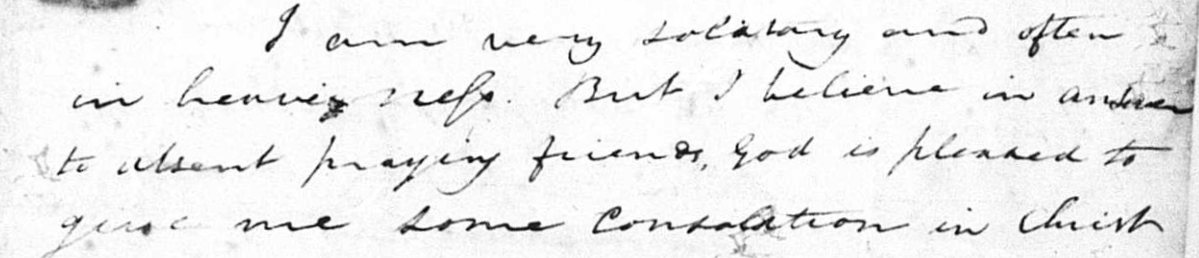 I am very solitary and often
in heaviness. But I believe in answer
to absent praying friends, God is pleased to
give me some consolation in Christ